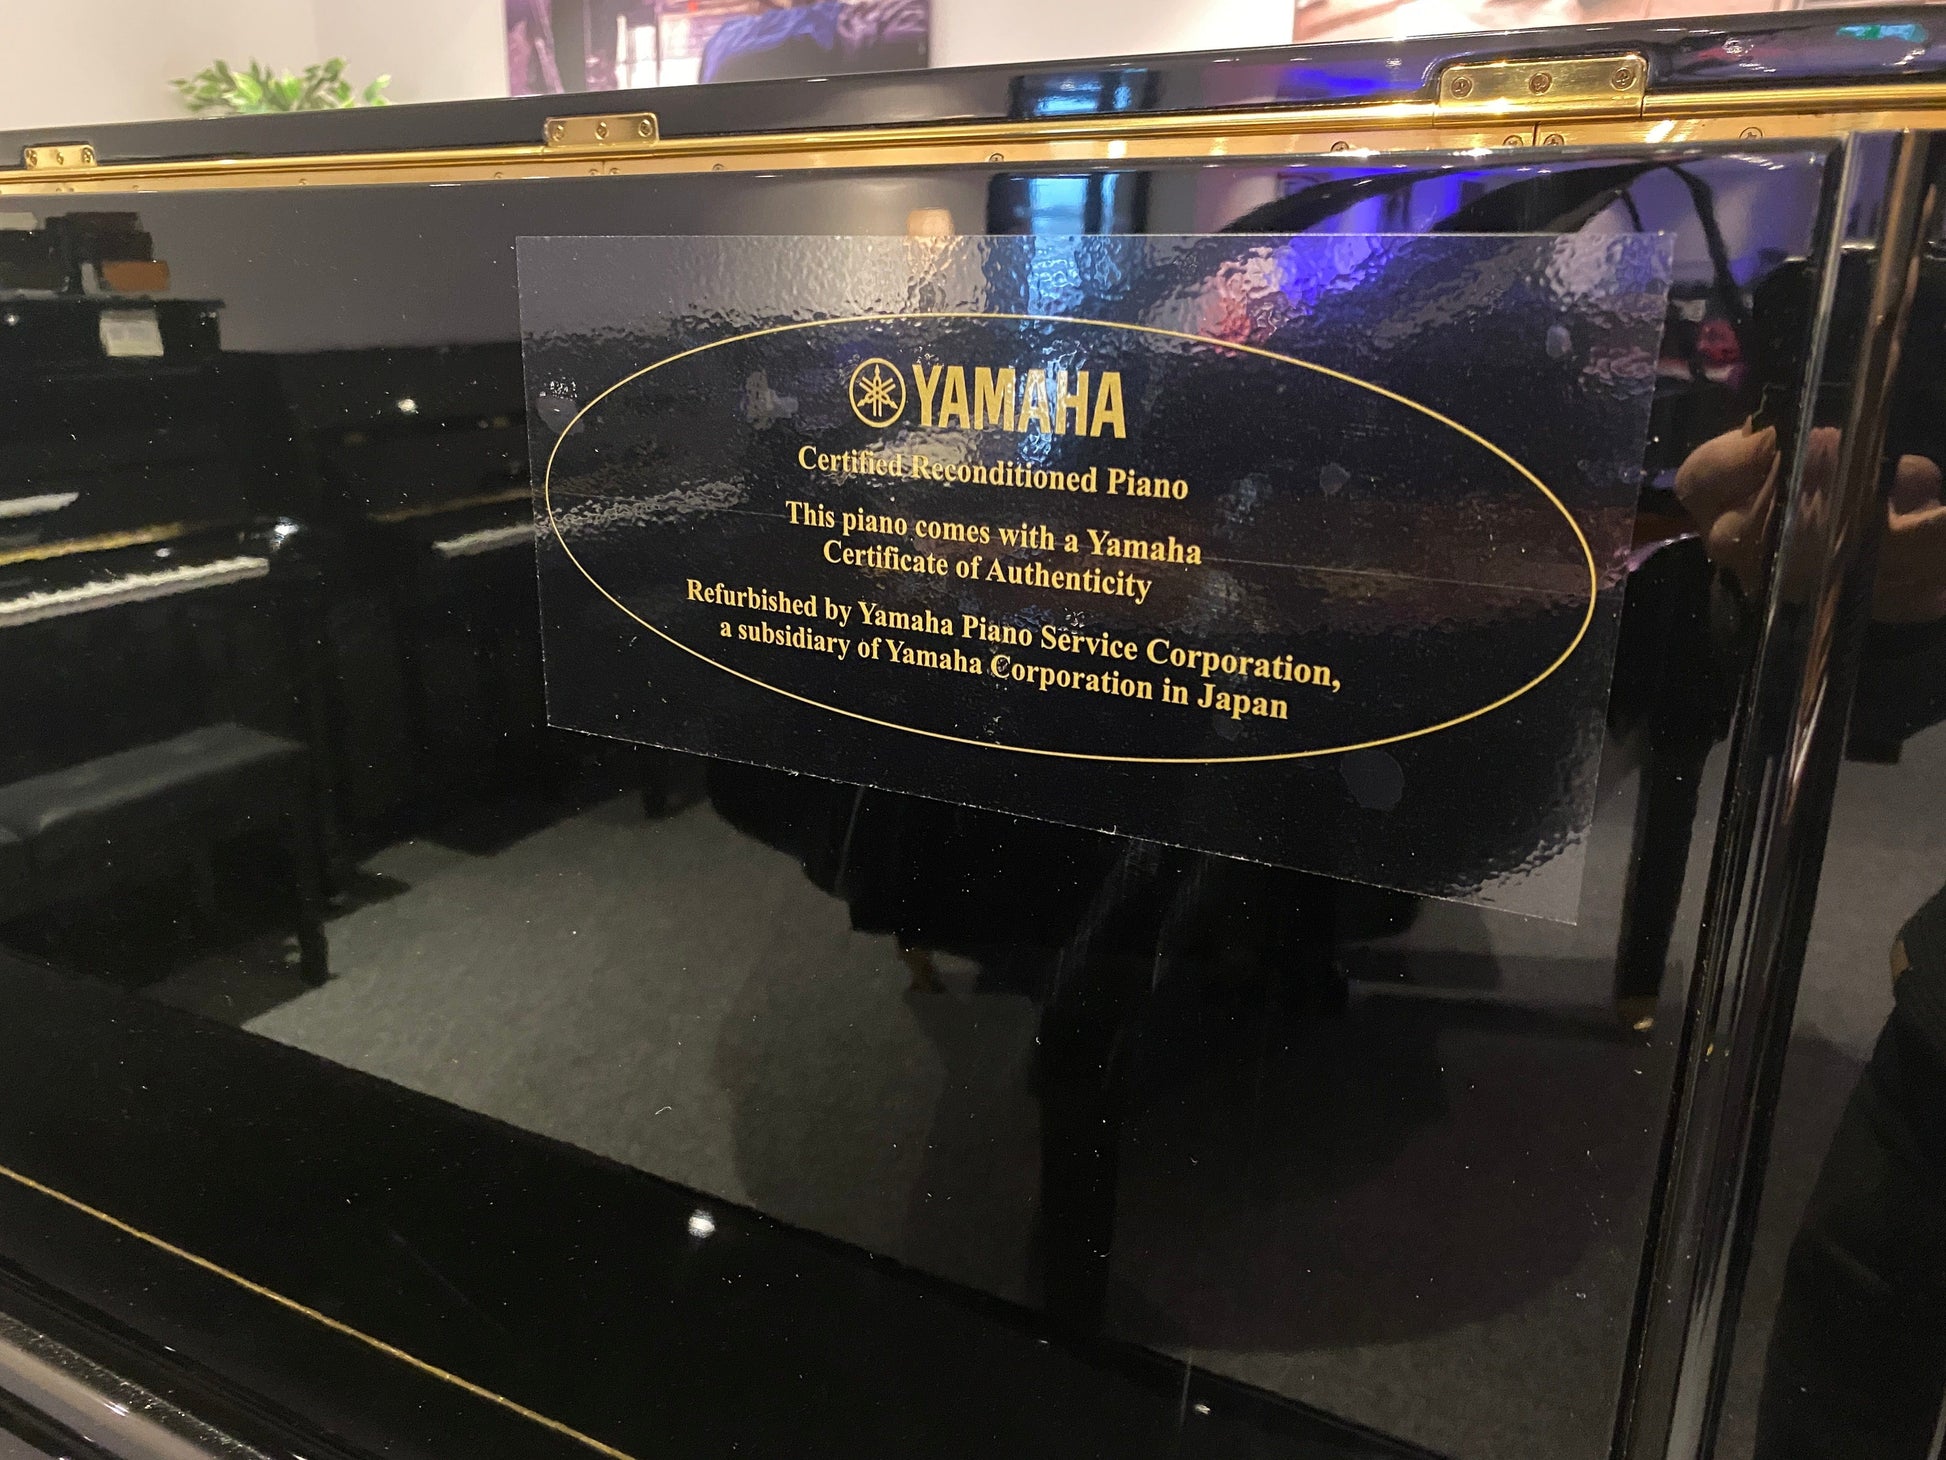 YAMAHA
Certified Reconditioned Piano
This piano comes with a Yamaha
Certificate of Authenticity
Refurbished by Yamaha Piano Service Corporation,
a subsidiary of Yamaha Corporation in Japan